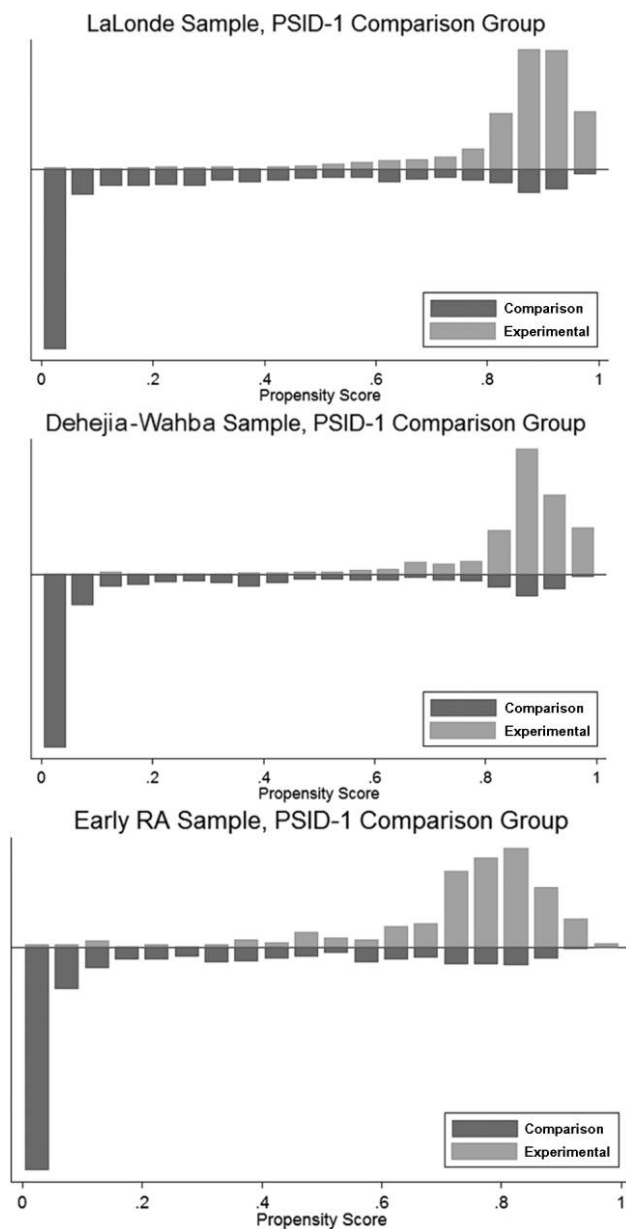 LaLonde Sample, PSID-1 Comparison Group
Comparison
Experimental
0 .2 .4 .6 .8 1
Propensity Score
Dehejia-Wahba Sample, PSID-1 Comparison Group
Comparison
Experimental
0 .2 .4 .6 .8 1
Propensity Score
Early RA Sample, PSID-1 Comparison Group
Comparison
Experimental
0 .2 .4 .6 .8 1
Propensity Score